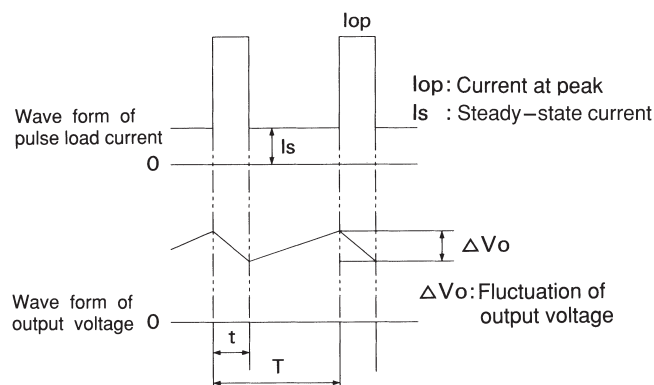 Iop
Iop: Current at peak
Is : Steady-state current
Wave form of
pulse load current
Is
0
△Vo
△Vo: Fluctuation of
output voltage
Wave form of
output voltage
0
t
T